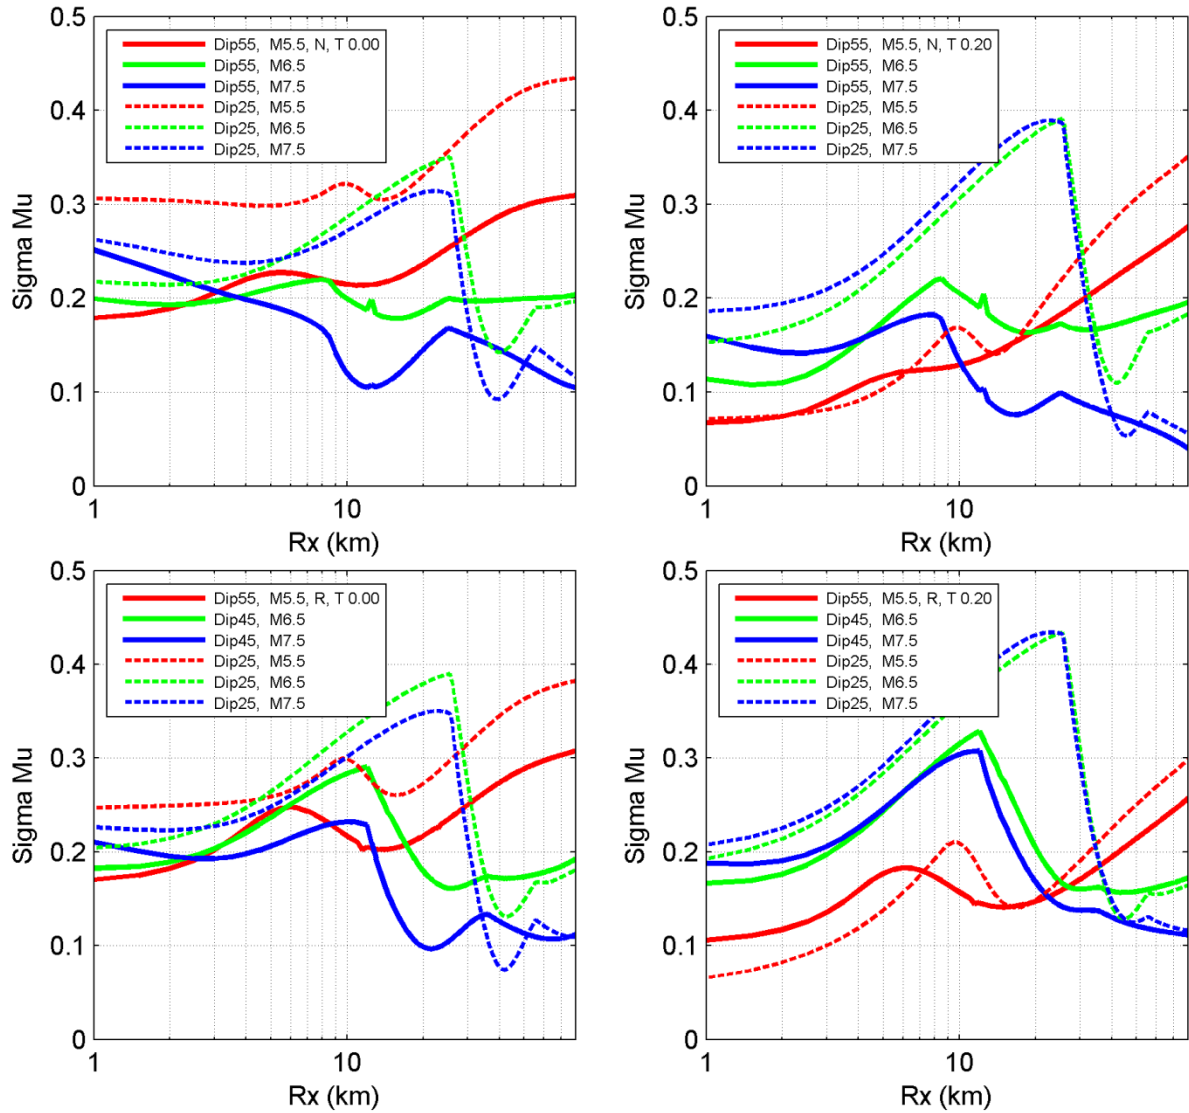 0.5
0.4
0.3
0.2
0.1
0
Sigma Mu
Dip55, M5.5, N, T 0.00
Dip55, M6.5
Dip55, M7.5
Dip25, M5.5
Dip25, M6.5
Dip25, M7.5
1
10
Rx (km)
0.5
0.4
0.3
0.2
0.1
0
Sigma Mu
Dip55, M5.5, N, T 0.20
Dip55, M6.5
Dip55, M7.5
Dip25, M5.5
Dip25, M6.5
Dip25, M7.5
1
10
Rx (km)
0.5
0.4
0.3
0.2
0.1
0
Sigma Mu
Dip55, M5.5, R, T 0.00
Dip45, M6.5
Dip45, M7.5
Dip25, M5.5
Dip25, M6.5
Dip25, M7.5
1
10
Rx (km)
0.5
0.4
0.3
0.2
0.1
0
Sigma Mu
Dip55, M5.5, R, T 0.20
Dip45, M6.5
Dip45, M7.5
Dip25, M5.5
Dip25, M6.5
Dip25, M7.5
1
10
Rx (km)